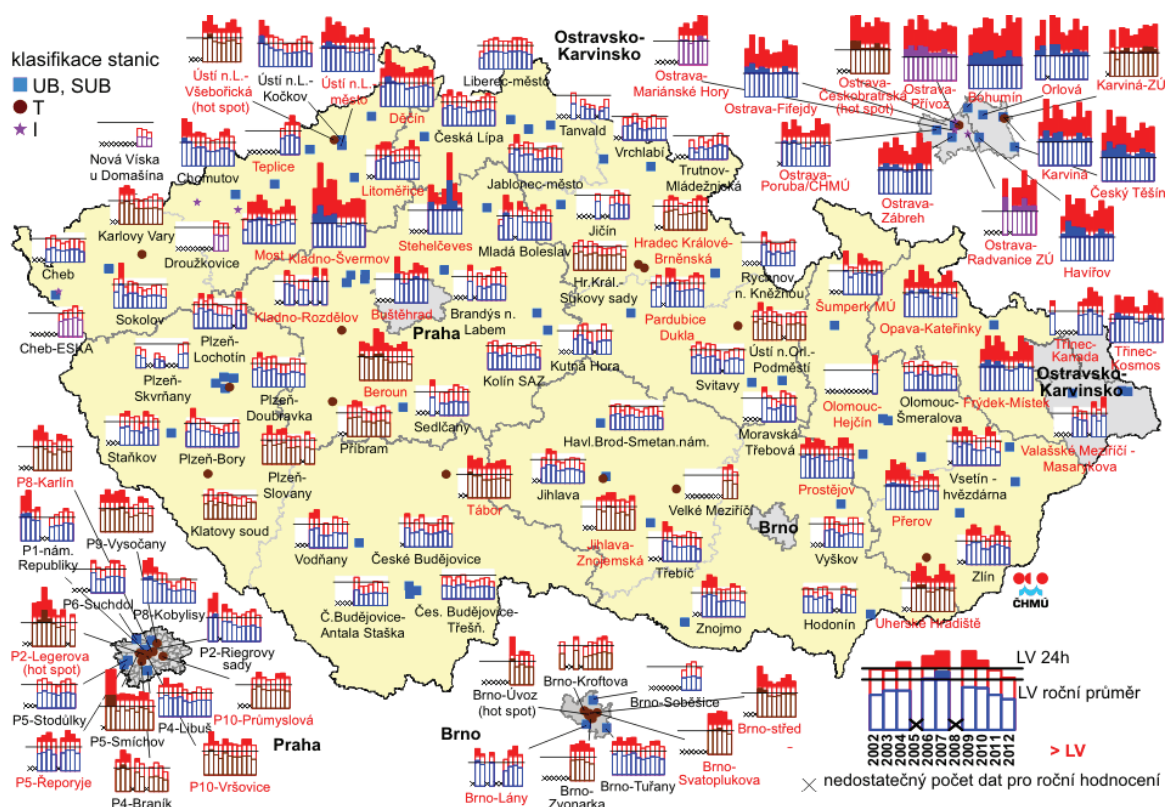 klasifikace stanic
UB, SUB
T
I
Nová Víska
u Domašína
Ústí n.L.-
Všebořická
(hot spot)
Ústí n.L.-
Kočkov
Ústí n.L.-
město
Děčín
Liberec-město
Česká Lípa
Tanvald
Vrchlabí
Trutnov-
Mládežnická
Chomutov
Teplice
Litoměřice
Jablonec-město
Jičín
Karlovy Vary
Droužkovice
Most
Kladno-Švermov
Stehelčeves
Mladá Boleslav
Hradec Králové-
Brněnská
Hr.Král.-
Sukovy sady
Rychnov
n. Kněžnou
Cheb
Cheb-ESKA
Sokolov
Plzeň-
Lochotín
Kladno-Rozdělov
Buštěhrad
Brandýs n.
Labem
Praha
Pardubice
Dukla
Šumperk MÚ
Opava-Kateřinky
Plzeň-
Skvrňany
Plzeň-
Doubravka
Beroun
Kolín SAZ
Kutná Hora
Ústí n.Orl.-
Podměstí
Svitavy
Sedlčany
Staňkov
Plzeň-Bory
Příbram
Havl.Brod-Smetan.nám.
Moravská
Třebová
Olomouc-
Hejčín
Olomouc-
Šmeralova
Frýdek-Místek
Třinec-
Kanada
Třinec-
Kosmos
Ostravsko-
Karvinsko
Valašské Meziříčí -
Masarykova
Plzeň-
Slovany
Klatovy soud
Tábor
Jihlava
Velké Meziříčí
Prostějov
Přerov
Vsetín -
hvězdárna
Brno
Vodňany
České Budějovice
Jihlava-
Znojemská
Třebíč
Vyškov
Zlín
Č.Budějovice-
Antala Staška
Čes. Budějovice-
Třešň.
Znojmo
Hodonín
Uherské Hradiště
ČHMÚ
Ostravsko-
Karvinsko
Ostrava-
Mariánské Hory
Ostrava-Fifejdy
Ostrava-
Českobratrská
(hot spot)
Ostrava-
Přívoz
Bohumín
Orlová
Karviná-ZÚ
Ostrava-
Poruba/ČHMÚ
Ostrava-
Zábřeh
Ostrava-
Radvanice ZÚ
Havířov
Karviná
Český Těšín
P8-Karlín
P9-Vysočany
P1-nám.
Republiky
P6-Suchdol
P8-Kobylisy
P2-Legerova
(hot spot)
P2-Riegrovy
sady
P5-Stodůlky
P5-Smíchov
P4-Libuš
P10-Průmyslová
P5-Řeporyje
P4-Braník
P10-Vršovice
Praha
Brno-Úvoz
(hot spot)
Brno-Kroftova
Brno-Soběšice
Brno-střed
Brno
Brno-
Svatoplukova
Brno-Lány
Brno-
Zvonařka
Brno-Tuřany
LV 24h
LV roční průměr
2002 2003 2004 2005 2006 2007 2008 2009 2010 2011 2012
> LV
nedostatečný počet dat pro roční hodnocení